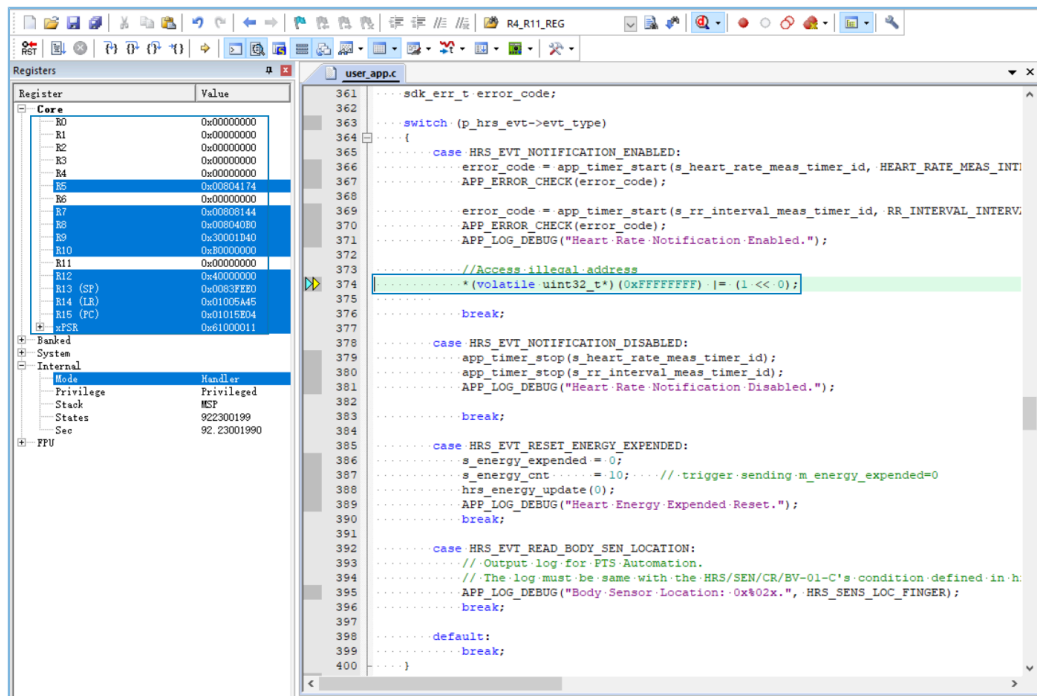 R4_R11_REG
RST
Registers
user_app.c
Register Value
Core
R0 0x00000000
R1 0x00000000
R2 0x00000000
R3 0x00000000
R4 0x00000000
R5 0x00804174
R6 0x00000000
R7 0x00808144
R8 0x008040B0
R9 0x30001D40
R10 0xB0000000
R11 0x00000000
R12 0x40000000
R13 (SP) 0x0083FEE0
R14 (LR) 0x01005A45
R15 (PC) 0x01015E04
xPSR 0x61000011
Banked
System
Internal
Mode Handler
Privilege Privileged
Stack MSP
States 922300199
Sec 92.23001990
FPU
361 sdk_err_t error_code;
362
363 switch (p_hrs_evt->evt_type)
364 {
365 case HRS_EVT_NOTIFICATION_ENABLED:
366 error_code = app_timer_start(s_heart_rate_meas_timer_id, HEART_RATE_MEAS_INT
367 APP_ERROR_CHECK(error_code);
368
369 error_code = app_timer_start(s_rr_interval_meas_timer_id, RR_INTERVAL_INTERV
370 APP_ERROR_CHECK(error_code);
371 APP_LOG_DEBUG("Heart Rate Notification Enabled.");
372
373 //Access illegal address
374 *(volatile uint32_t*)(0xFFFFFFFF) |= (1 << 0);
375
376 break;
377
378 case HRS_EVT_NOTIFICATION_DISABLED:
379 app_timer_stop(s_heart_rate_meas_timer_id);
380 app_timer_stop(s_rr_interval_meas_timer_id);
381 APP_LOG_DEBUG("Heart Rate Notification Disabled.");
382
383 break;
384
385 case HRS_EVT_RESET_ENERGY_EXPENDED:
386 s_energy_expended = 0;
387 s_energy_cnt = 10; // trigger sending m_energy_expended=0
388 hrs_energy_update(0);
389 APP_LOG_DEBUG("Heart Energy Expended Reset.");
390 break;
391
392 case HRS_EVT_READ_BODY_SEN_LOCATION:
393 // Output log for PTS Automation.
394 // The log must be same with the HRS/SEN/CR/BV-01-C's condition defined in h
395 APP_LOG_DEBUG("Body Sensor Location: 0x%02x.", HRS_SENS_LOC_FINGER);
396 break;
397
398 default:
399 break;
400 }